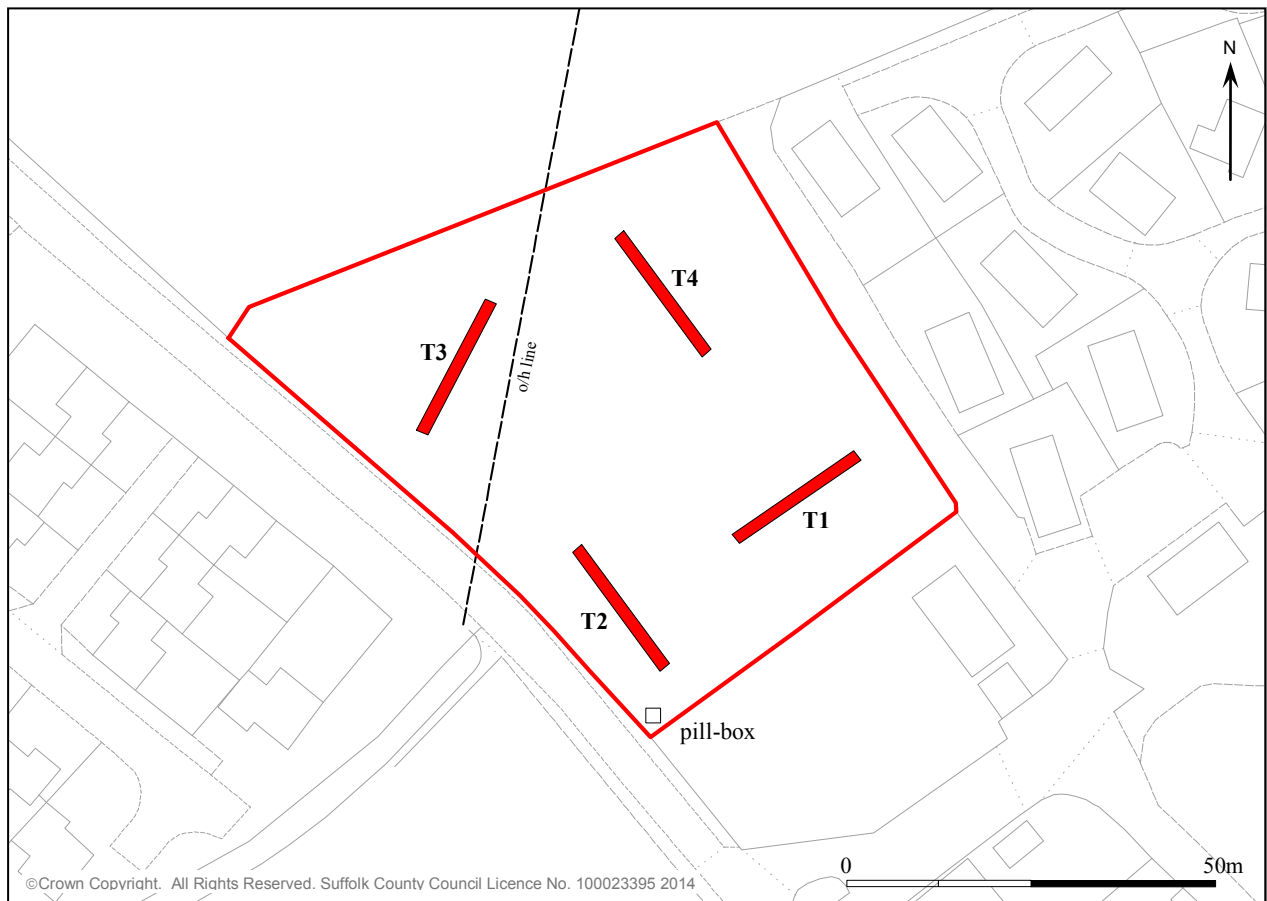 N
T4
T3
o/h line
T1
T2
pill-box
0 50m
©Crown Copyright. All Rights Reserved. Suffolk County Council Licence No. 100023395 2014